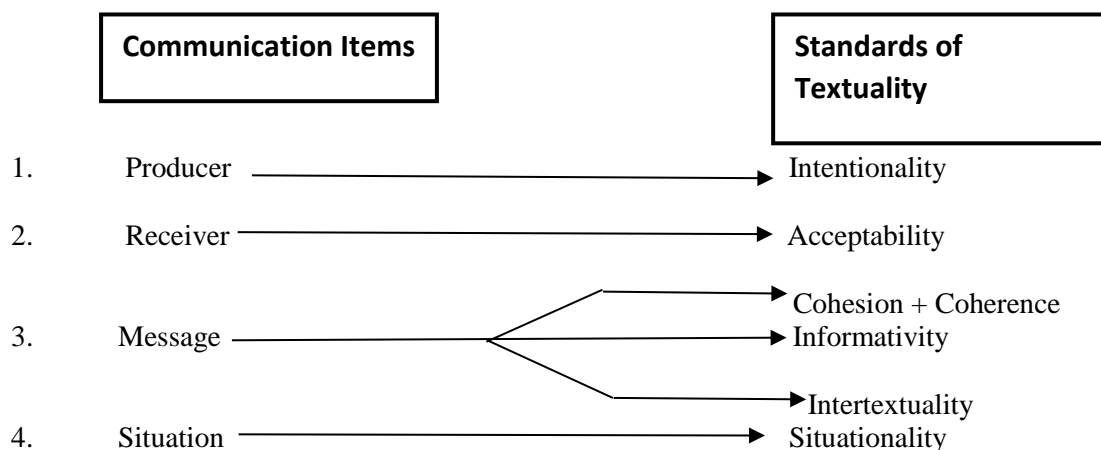 Communication Items
Standards of
Textuality
1. Producer Intentionality
2. Receiver Acceptability
Cohesion + Coherence
3. Message Informativity
Intertextuality
4. Situation Situationality